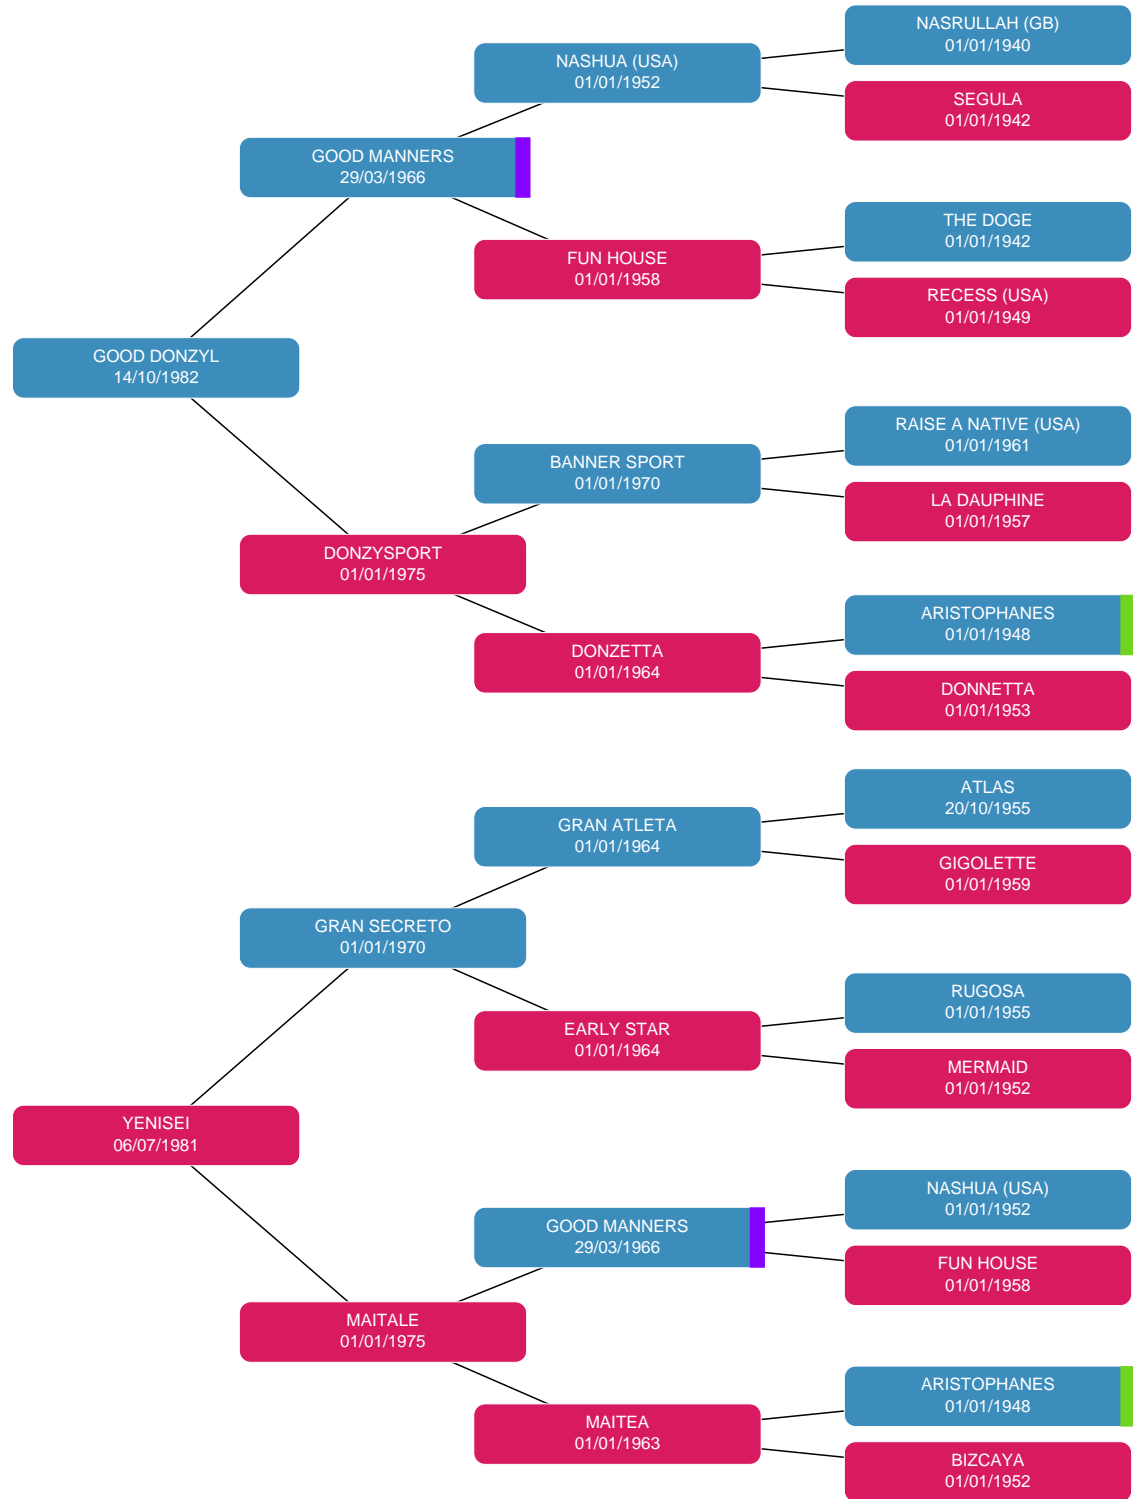 NASRULLAH (GB)
01/01/1940
NASHUA (USA)
01/01/1952
SEGULA
01/01/1942
GOOD MANNERS
29/03/1966
THE DOGE
01/01/1942
FUN HOUSE
01/01/1958
RECESS (USA)
01/01/1949
GOOD DONZYL
14/10/1982
RAISE A NATIVE (USA)
01/01/1961
BANNER SPORT
01/01/1970
LA DAUPHINE
01/01/1957
DONZYSPORT
01/01/1975
ARISTOPHANES
01/01/1948
DONZETTA
01/01/1964
DONNETTA
01/01/1953
ATLAS
20/10/1955
GRAN ATLETA
01/01/1964
GIGOLETTE
01/01/1959
GRAN SECRETO
01/01/1970
RUGOSA
01/01/1955
EARLY STAR
01/01/1964
MERMAID
01/01/1952
YENISEI
06/07/1981
NASHUA (USA)
01/01/1952
GOOD MANNERS
29/03/1966
FUN HOUSE
01/01/1958
MAITALE
01/01/1975
ARISTOPHANES
01/01/1948
MAITEA
01/01/1963
BIZCAYA
01/01/1952